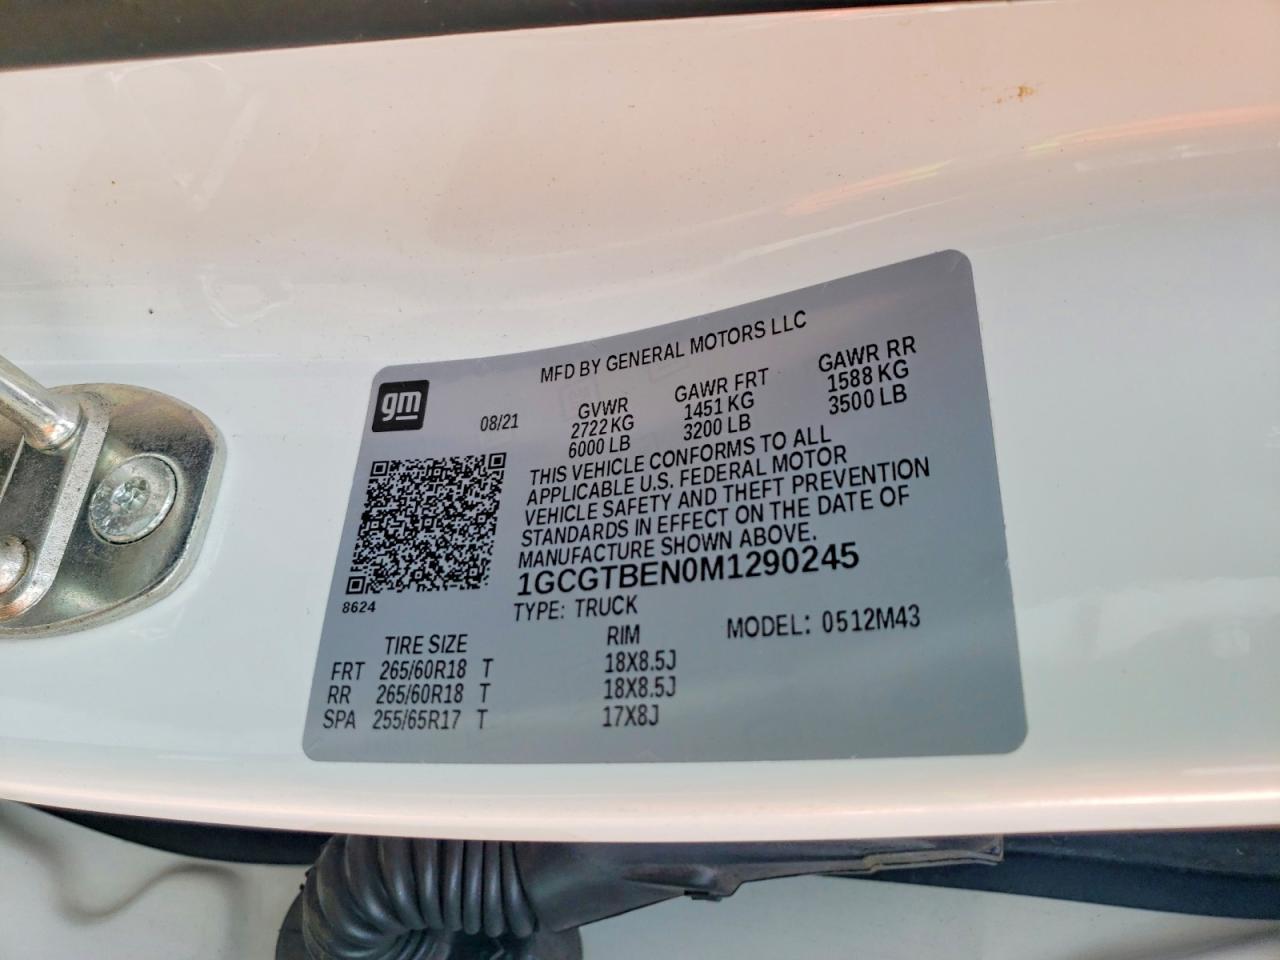 MFD BY GENERAL MOTORS LLC
gm
08/21
GVWR GAWR FRT GAWR RR
2722 KG 1451 KG 1588 KG
6000 LB 3200 LB 3500 LB
THIS VEHICLE CONFORMS TO ALL
APPLICABLE U.S. FEDERAL MOTOR
VEHICLE SAFETY AND THEFT PREVENTION
STANDARDS IN EFFECT ON THE DATE OF
MANUFACTURE SHOWN ABOVE.
1GCGTBEN0M1290245
8624
TYPE: TRUCK MODEL: 0512M43
TIRE SIZE RIM
FRT 265/60R18 T 18X8.5J
RR 265/60R18 T 18X8.5J
SPA 255/65R17 T 17X8J